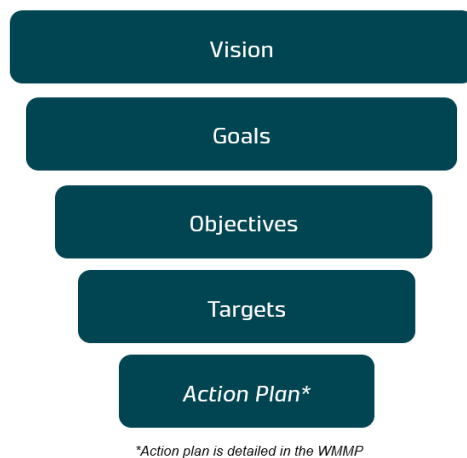 Vision
Goals
Objectives
Targets
Action Plan*
*Action plan is detailed in the WMMP